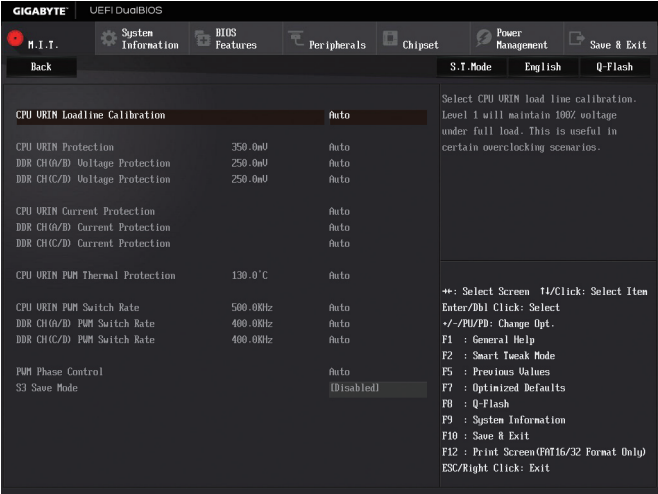 GIGABYTE™ UEFI DualBIOS
M.I.T. System Information BIOS Features Peripherals Chipset Power Management Save & Exit
Back S.T.Mode English Q-Flash
CPU VRIN Loadline Calibration Auto
CPU VRIN Protection 350.0mV Auto
DDR CH(A/B) Voltage Protection 250.0mV Auto
DDR CH(C/D) Voltage Protection 250.0mV Auto
CPU VRIN Current Protection Auto
DDR CH(A/B) Current Protection Auto
DDR CH(C/D) Current Protection Auto
CPU VRIN PWM Thermal Protection 130.0°C Auto
CPU VRIN PWM Switch Rate 500.0KHz Auto
DDR CH(A/B) PWM Switch Rate 400.0KHz Auto
DDR CH(C/D) PWM Switch Rate 400.0KHz Auto
PWM Phase Control Auto
S3 Save Mode [Disabled]
Select CPU VRIN load line calibration.
Level 1 will maintain 100% voltage
under full load. This is useful in
certain overclocking scenarios.
→←: Select Screen ↑↓/Click: Select Item
Enter/Dbl Click: Select
+/-/PU/PD: Change Opt.
F1 : General Help
F2 : Smart Tweak Mode
F5 : Previous Values
F7 : Optimized Defaults
F8 : Q-Flash
F9 : System Information
F10 : Save & Exit
F12 : Print Screen(FAT16/32 Format Only)
ESC/Right Click: Exit